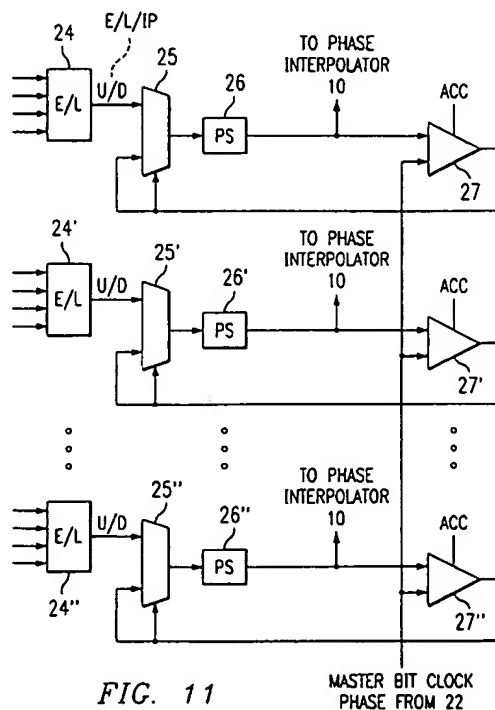 E/L/IP
24
25
U/D
26
TO PHASE
INTERPOLATOR
10
ACC
E/L
PS
27
24'
25'
U/D
26'
TO PHASE
INTERPOLATOR
10
ACC
E/L
PS
27'
25"
U/D
26"
TO PHASE
INTERPOLATOR
10
ACC
E/L
PS
24"
27"
MASTER BIT CLOCK
PHASE FROM 22
FIG. 11